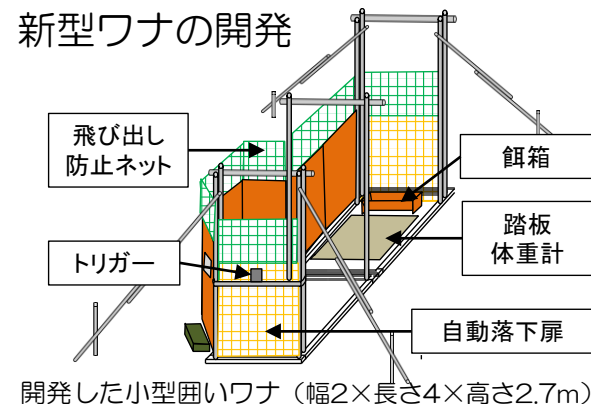 新型ワナの開発
飛び出し
防止ネット
餌箱
踏板
体重計
トリガー
自動落下扉
開発した小型囲いワナ（幅2×長さ4×高さ2.7m）